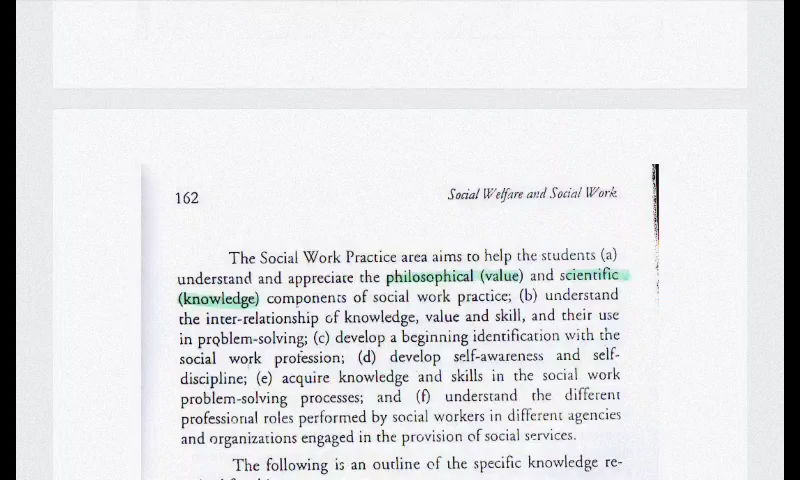 162 Social Welfare and Social Work
The Social Work Practice area aims to help the students (a)
understand and appreciate the philosophical (value) and scientific
(knowledge) components of social work practice; (b) understand
the inter-relationship of knowledge, value and skill, and their use
in problem-solving; (c) develop a beginning identification with the
social work profession; (d) develop self-awareness and self-
discipline; (e) acquire knowledge and skills in the social work
problem-solving processes; and (f) understand the different
professional roles performed by social workers in different agencies
and organizations engaged in the provision of social services.
The following is an outline of the specific knowledge re-